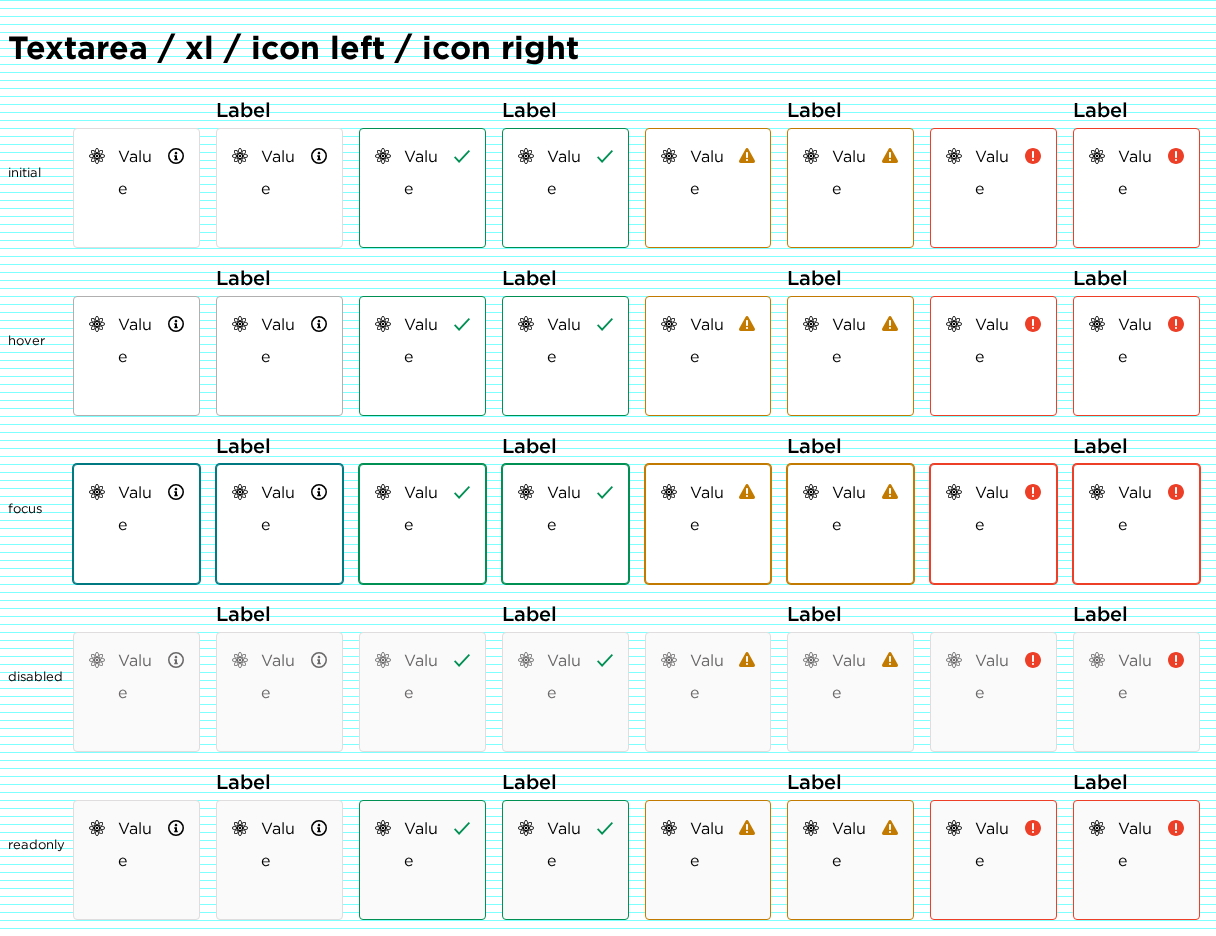 Textarea / xl / icon left / icon right
Label Label Label Label
initial Valu Valu Valu Valu Valu Valu Valu Valu
e e e e e e e e
Label Label Label Label
hover Valu Valu Valu Valu Valu Valu Valu Valu
e e e e e e e e
Label Label Label Label
focus Valu Valu Valu Valu Valu Valu Valu Valu
e e e e e e e e
Label Label Label Label
disabled Valu Valu Valu Valu Valu Valu Valu Valu
e e e e e e e e
Label Label Label Label
readonly Valu Valu Valu Valu Valu Valu Valu Valu
e e e e e e e e